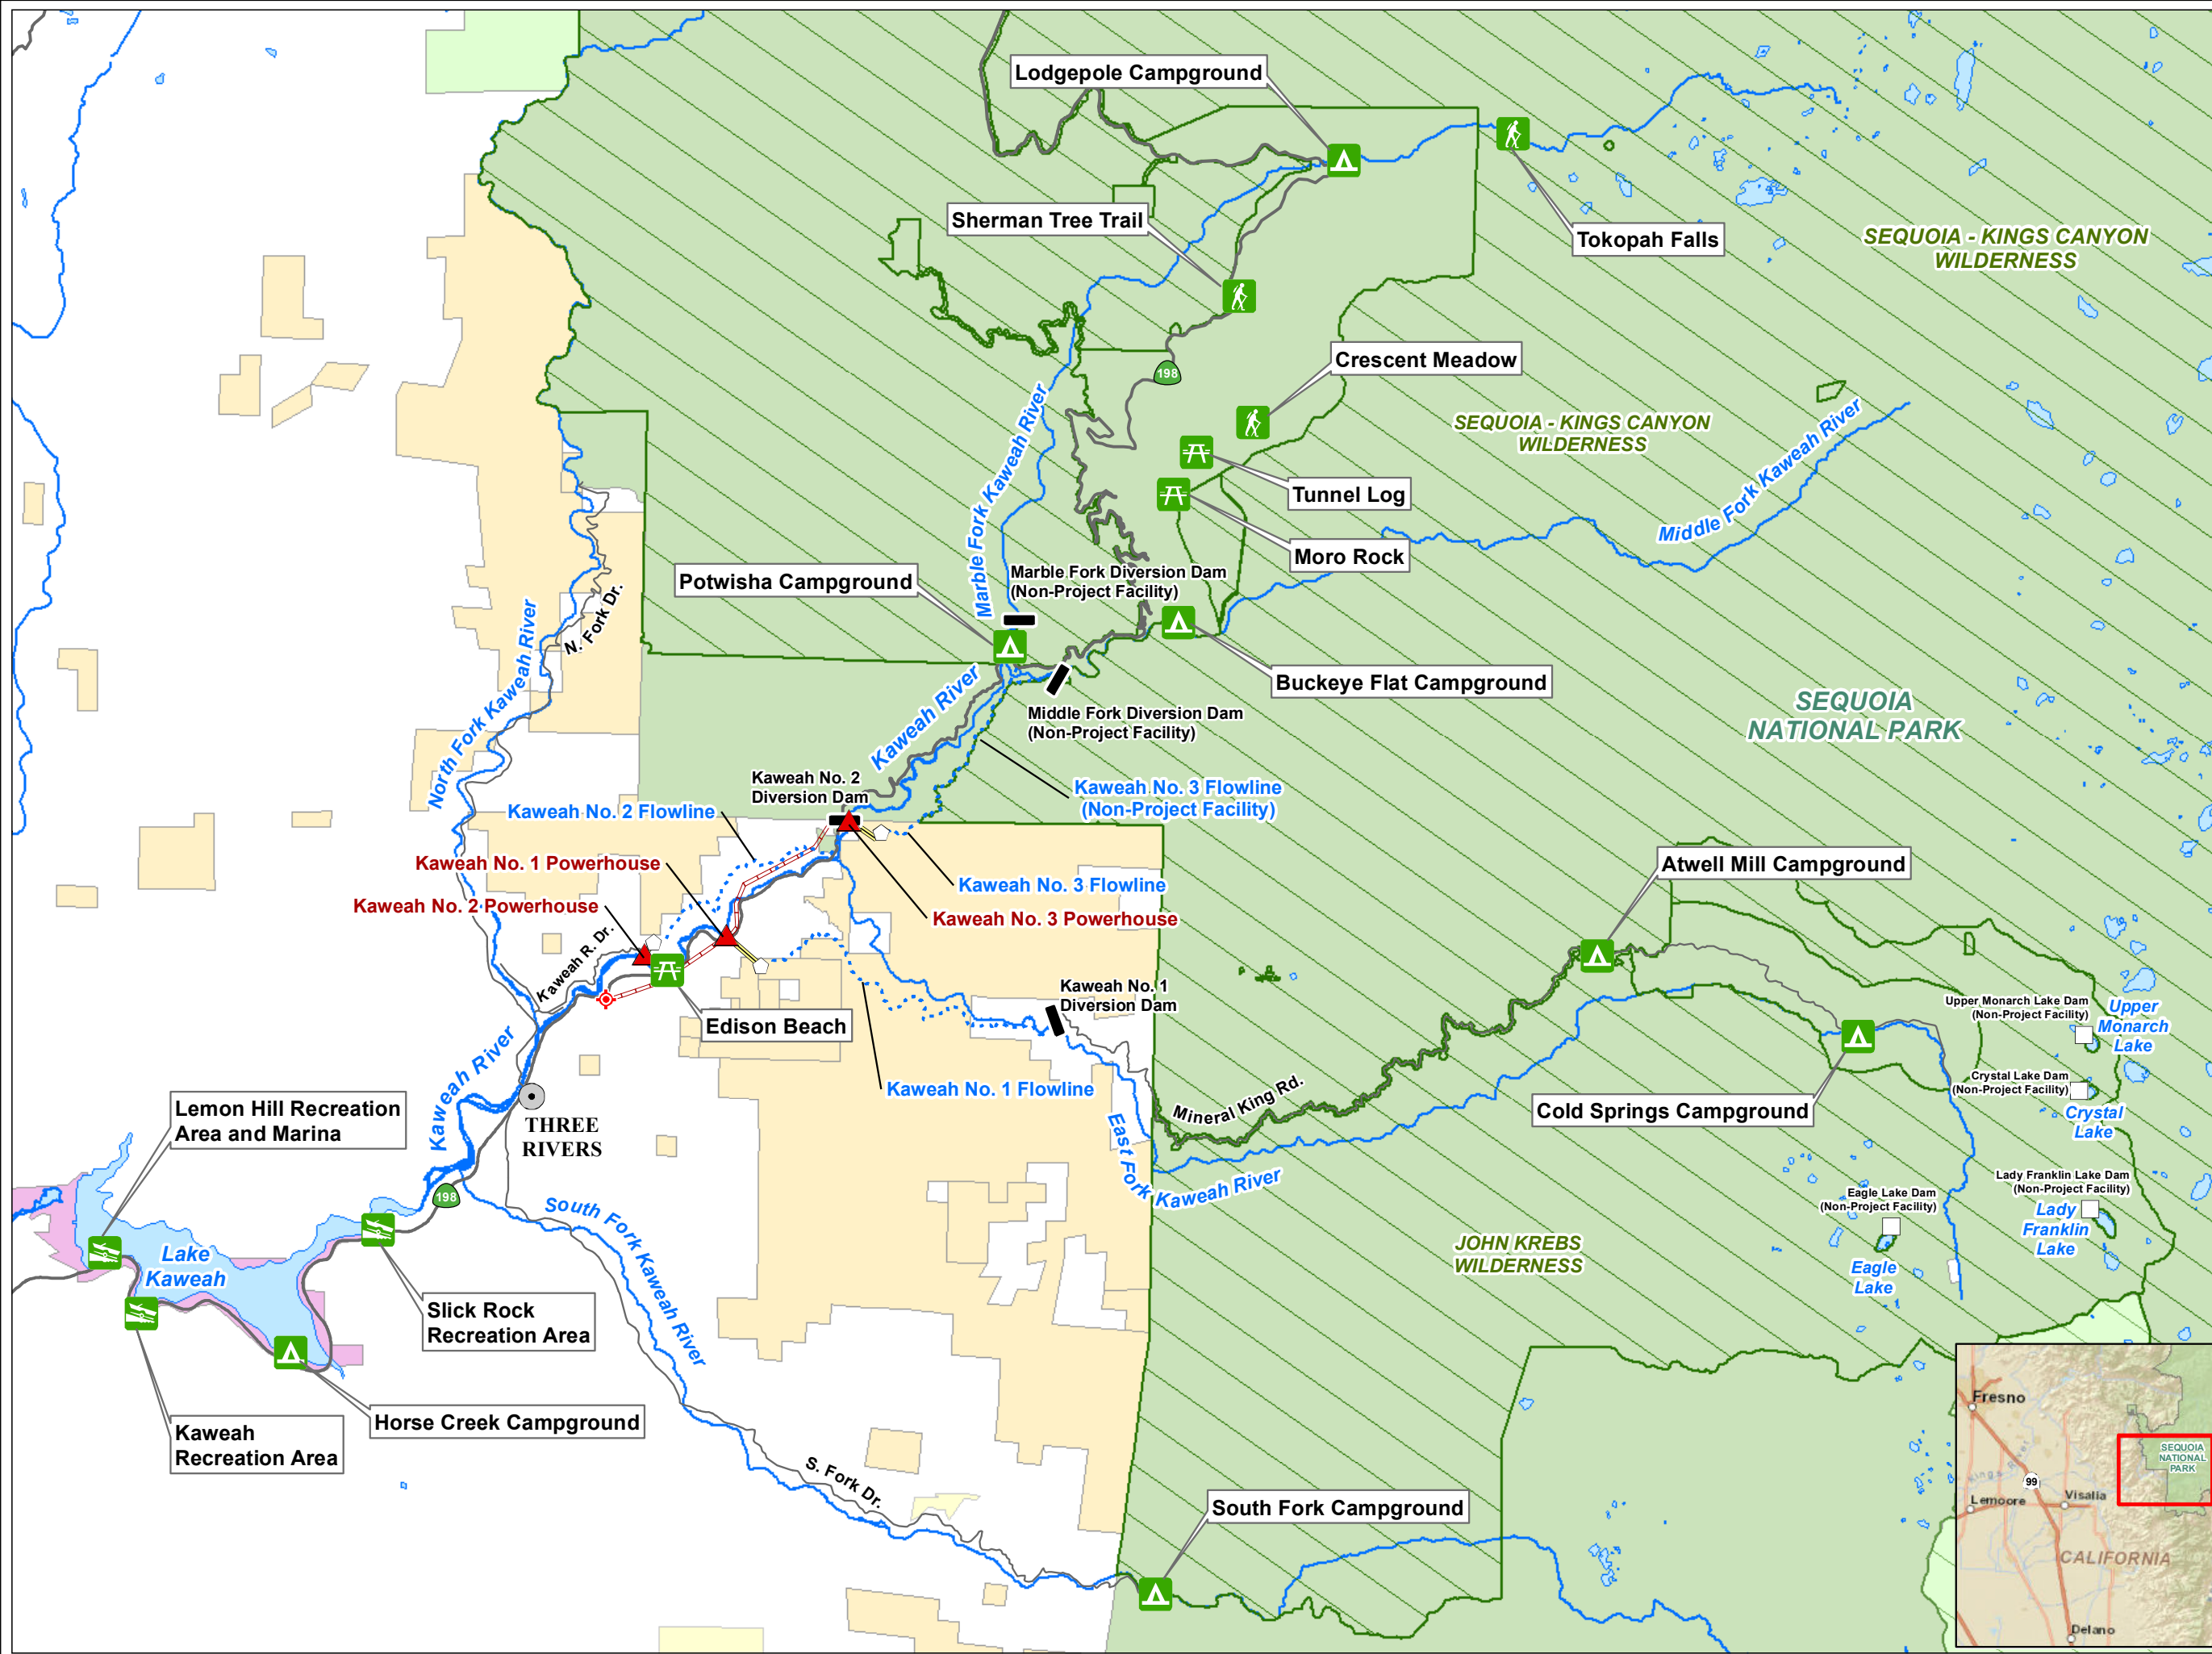 Lodgepole Campground
Sherman Tree Trail
Tokopah Falls
SEQUOIA - KINGS CANYON
WILDERNESS
Crescent Meadow
198
SEQUOIA - KINGS CANYON
WILDERNESS
Marble Fork Kaweah River
Middle Fork Kaweah River
Tunnel Log
Moro Rock
Potwisha Campground
Marble Fork Diversion Dam
(Non-Project Facility)
N. Fork Dr.
North Fork Kaweah River
Buckeye Flat Campground
Kaweah River
Middle Fork Diversion Dam
(Non-Project Facility)
SEQUOIA
NATIONAL PARK
Kaweah No. 2
Diversion Dam
Kaweah No. 3 Flowline
(Non-Project Facility)
Kaweah No. 2 Flowline
Kaweah No. 1 Powerhouse
Kaweah No. 2 Powerhouse
Kaweah No. 3 Flowline
Kaweah No. 3 Powerhouse
Atwell Mill Campground
Kaweah R. Dr.
Edison Beach
Kaweah No. 1
Diversion Dam
Kaweah No. 1 Flowline
Upper Monarch Lake Dam
(Non-Project Facility)
Upper
Monarch
Lake
Crystal Lake Dam
(Non-Project Facility)
Crystal
Lake
Mineral King Rd.
Cold Springs Campground
Kaweah River
Lemon Hill Recreation
Area and Marina
THREE
RIVERS
East Fork Kaweah River
198
South Fork Kaweah River
Lady Franklin Lake Dam
(Non-Project Facility)
Lady
Franklin
Lake
Eagle Lake Dam
(Non-Project Facility)
Eagle
Lake
JOHN KREBS
WILDERNESS
Lake
Kaweah
Slick Rock
Recreation Area
Horse Creek Campground
Kaweah
Recreation Area
S. Fork Dr.
South Fork Campground
Fresno
SEQUOIA
NATIONAL
PARK
99
Lemoore
Visalia
CALIFORNIA
Delano